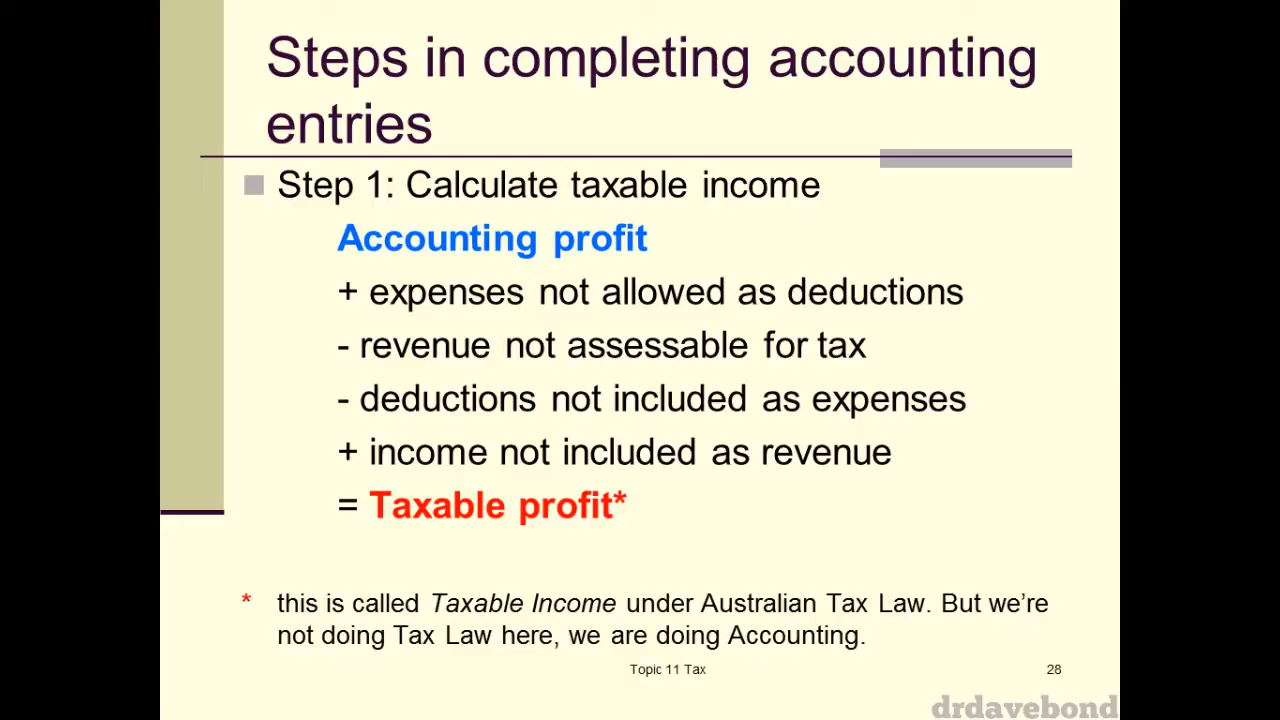 Steps in completing accounting
entries
Step 1: Calculate taxable income
Accounting profit
+ expenses not allowed as deductions
- revenue not assessable for tax
- deductions not included as expenses
+ income not included as revenue
= Taxable profit*
* this is called Taxable Income under Australian Tax Law. But we're
not doing Tax Law here, we are doing Accounting.
Topic 11 Tax 28
drdavebond